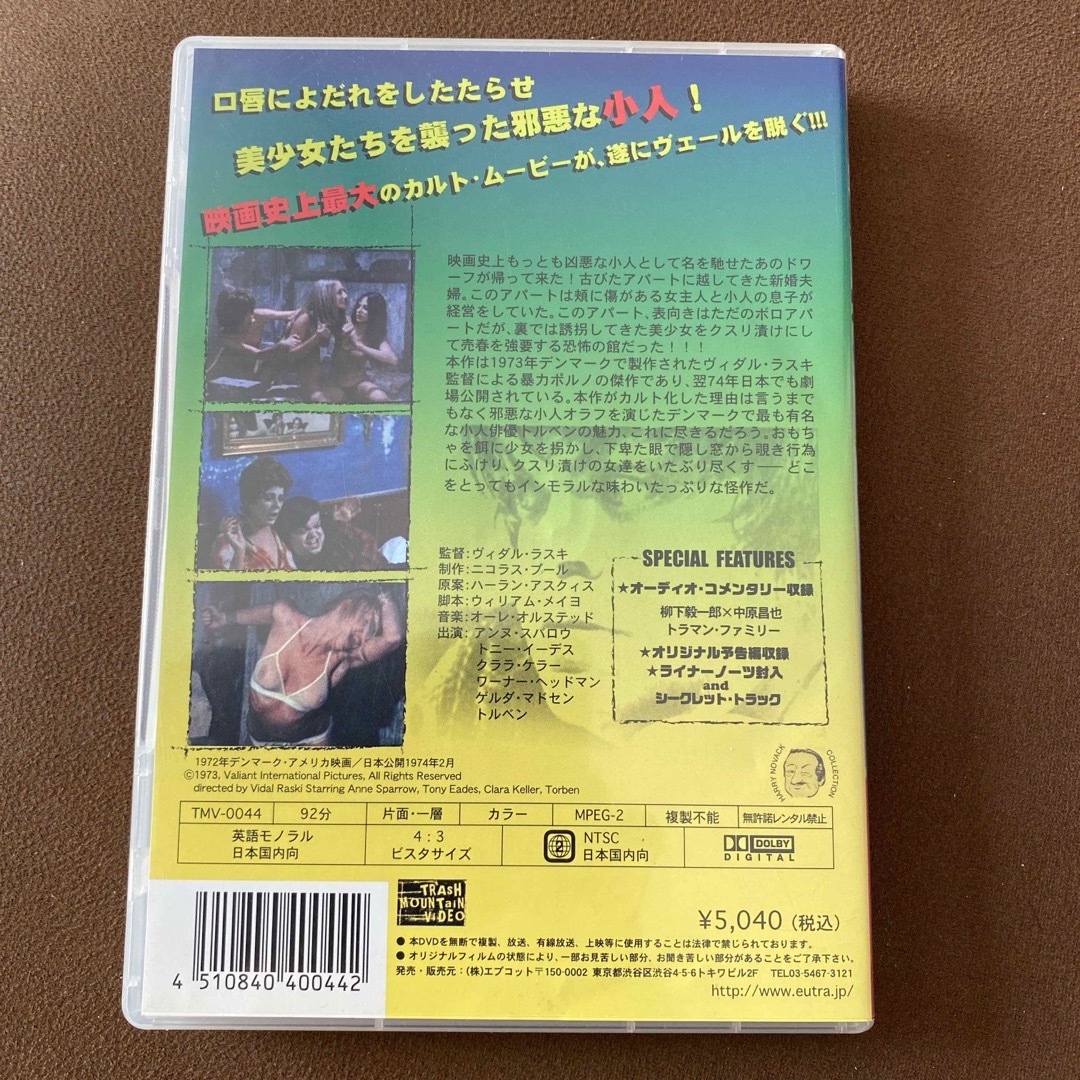 口唇によだれをしたたらせ
美少女たちを襲った邪悪な小人！
映画史上最大のカルト・ムービーが、遂にヴェールを脱ぐ!!!
映画史上もっとも凶悪な小人として名を馳せたあのドワ
ーフが帰って来た！古びたアパートに越してきた新婚夫
婦。このアパートは頬に傷がある女主人と小人の息子が
経営をしていた。このアパート、表向きはただのボロアパ
ートだが、裏では誘拐してきた美少女をクスリ漬けにし
て売春を強要する恐怖の館だった！！！
本作は1973年デンマークで製作されたヴィダル・ラスキ
監督による暴力ポルノの傑作であり、翌74年日本でも劇
場公開されている。本作がカルト化した理由は言うまで
もなく邪悪な小人オラフを演じたデンマークで最も有名
な小人俳優トルベンの魅力、これに尽きるだろう。おもち
ゃを餌に少女を拐かし、下卑た眼で隠し窓から覗き行為
にふけり、クスリ漬けの女達をいたぶり尽くす ── どこ
をとってもインモラルな味わいたっぷりな怪作だ。
監督：ヴィダル・ラスキ
制作：ニコラス・プール
原案：ハーラン・アスクィス
脚本：ウィリアム・メイヨ
音楽：オーレ・オルステッド
出演：アンヌ・スパロウ
トニー・イーデス
クララ・ケラー
ワーナー・ヘッドマン
ゲルダ・マドセン
トルベン
SPECIAL FEATURES
★オーディオ・コメンタリー収録
柳下毅一郎×中原昌也
トラマン・ファミリー
★オリジナル予告編収録
★ライナーノーツ封入
and
シークレット・トラック
HARRY NOVACK COLLECTION
1972年デンマーク・アメリカ映画／日本公開1974年2月
©1973, Valiant International Pictures, All Rights Reserved
directed by Vidal Raski Starring Anne Sparrow, Tony Eades, Clara Keller, Torben
TMV-0044 92分 片面・一層 カラー MPEG-2 複製不能 無許諾レンタル禁止
英語モノラル
日本国内向
4：3
ビスタサイズ
2
NTSC
日本国内向
DOLBY
DIGITAL
TRASH
MOUNTAIN
VIDEO
¥5,040（税込）
● 本DVDを無断で複製、放送、有線放送、上映等に使用することは法律で禁じられております。
● オリジナルフィルムの状態により、一部お見苦しい部分、お聞き苦しい部分があることをご了承下さい。
発売・販売元：(株)エプコット〒150-0002 東京都渋谷区渋谷4-5-6トキワビル2F TEL03-5467-3121
http://www.eutra.jp/
4 510840 400442